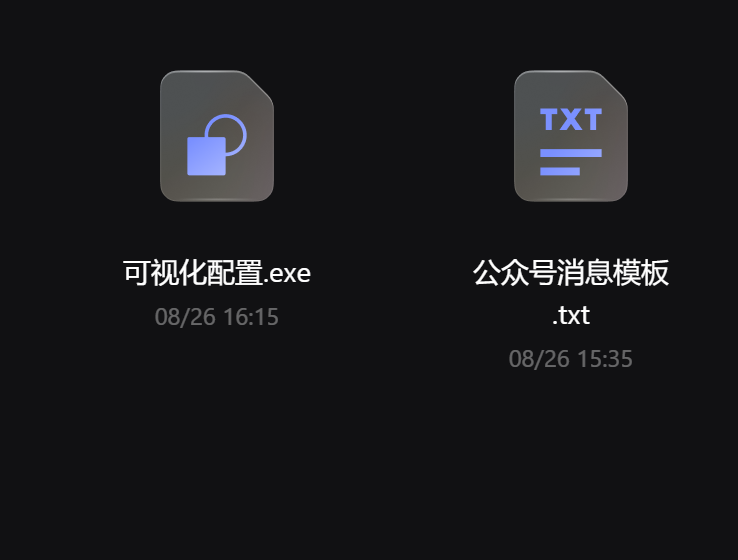 TXT
可视化配置.exe
08/26 16:15
公众号消息模板
.txt
08/26 15:35